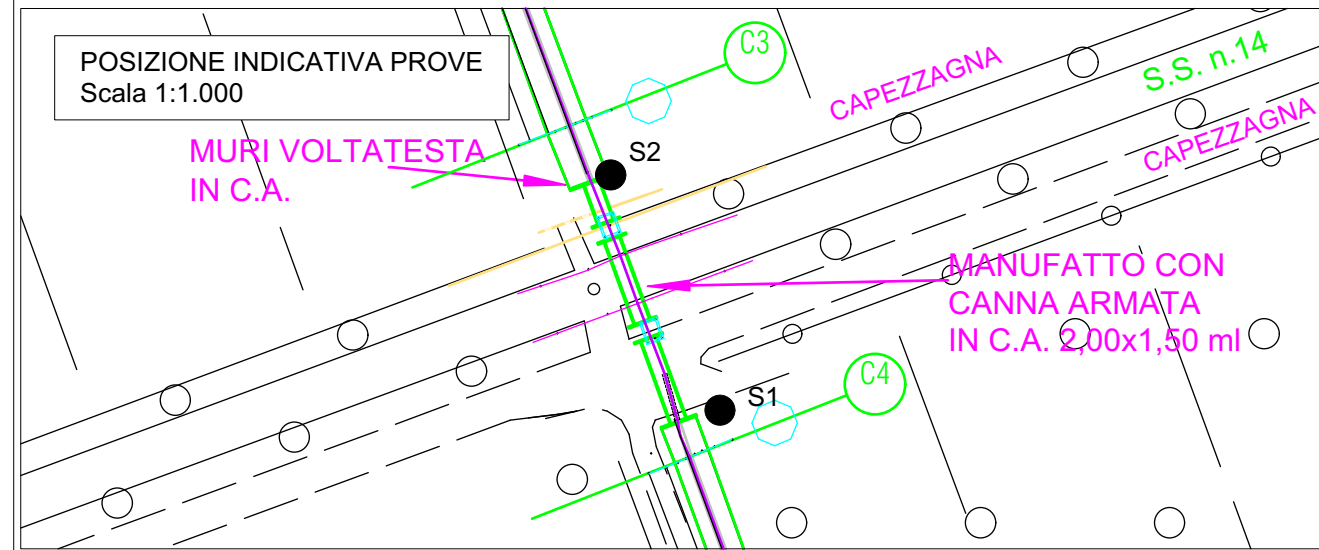 POSIZIONE INDICATIVA PROVE
Scala 1:1.000
C3
CAPEZZAGNA
S.S. n.14
CAPEZZAGNA
MURI VOLTATESTA
IN C.A.
S2
MANUFATTO CON
CANNA ARMATA
IN C.A. 2,00x1,50 ml
C4
S1